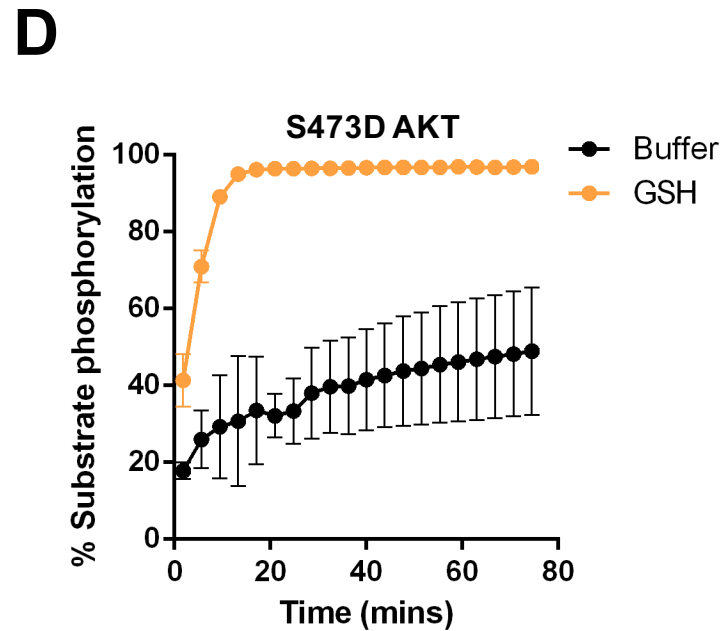 D
S473D AKT
% Substrate phosphorylation
100
80
60
40
20
0
0 20 40 60 80
Time (mins)
Buffer
GSH